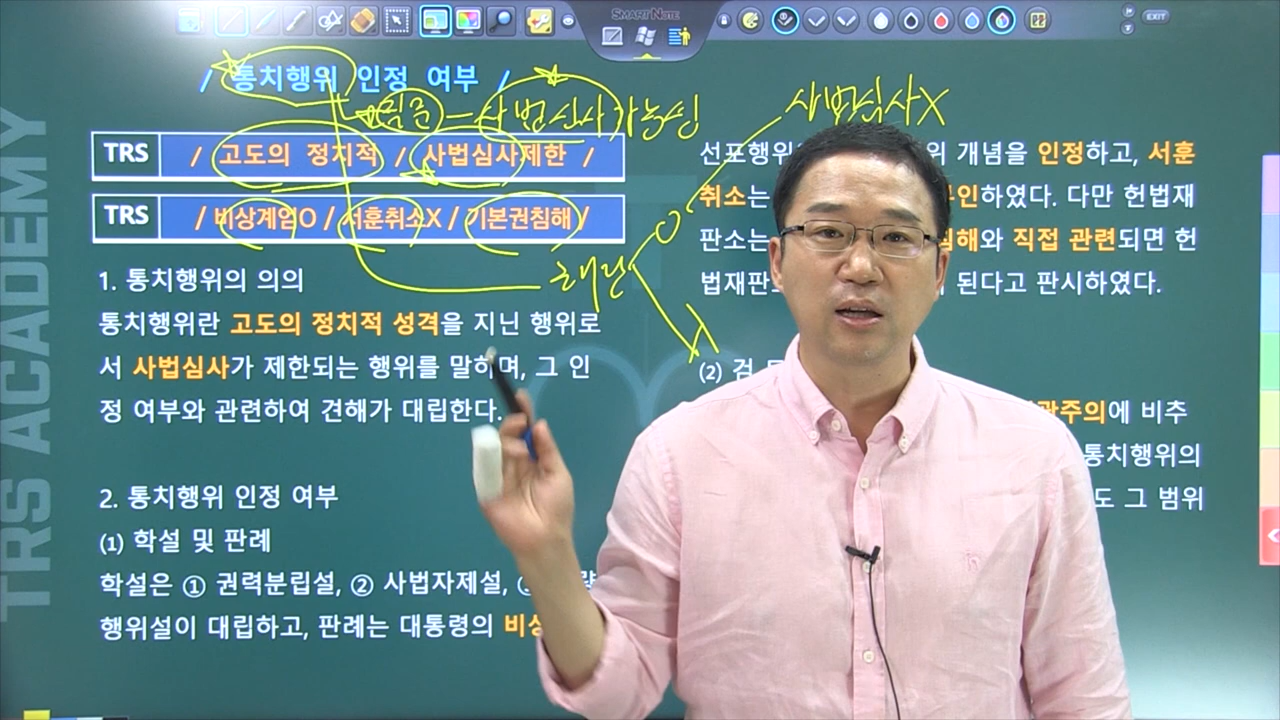 SMART NOTE
EXIT
/ 통치행위 인정 여부 /
사법심사X
사법심사가능성
TRS / 고도의 정치적 / 사법심사제한 /
TRS / 비상계엄O / 서훈취소X / 기본권침해 /
1. 통치행위의 의의
통치행위란 고도의 정치적 성격을 지닌 행위로
서 사법심사가 제한되는 행위를 말하며, 그 인
정 여부와 관련하여 견해가 대립한다.
2. 통치행위 인정 여부
(1) 학설 및 판례
학설은 ① 권력분립설, ② 사법자제설,
행위설이 대립하고, 판례는 대통령의 비상
선포행위 개념을 인정하고, 서훈
취소는 부인하였다. 다만 헌법재
판소는 침해와 직접 관련되면 헌
법재판 된다고 판시하였다.
(2) 검
주의에 비추
통치행위의
도 그 범위
TRS ACADEMY